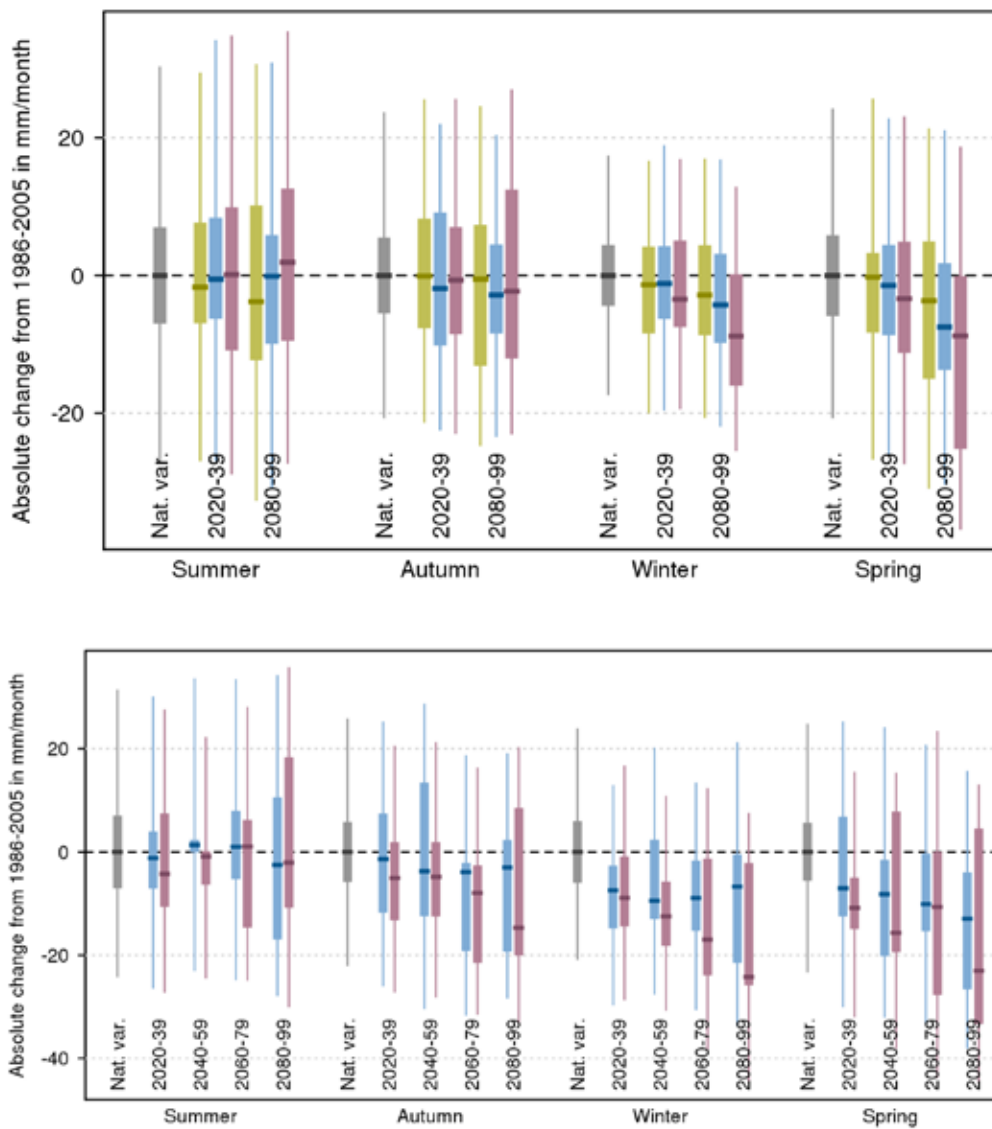 Absolute change from 1986-2005 in mm/month
20
0
-20
Nat. var.
2020-39
2080-99
Nat. var.
2020-39
2080-99
Nat. var.
2020-39
2080-99
Nat. var.
2020-39
2080-99
Summer
Autumn
Winter
Spring
Absolute change from 1986-2005 in mm/month
20
0
-20
-40
Nat. var.
2020-39
2040-59
2060-79
2080-99
Nat. var.
2020-39
2040-59
2060-79
2080-99
Nat. var.
2020-39
2040-59
2060-79
2080-99
Nat. var.
2020-39
2040-59
2060-79
2080-99
Summer
Autumn
Winter
Spring